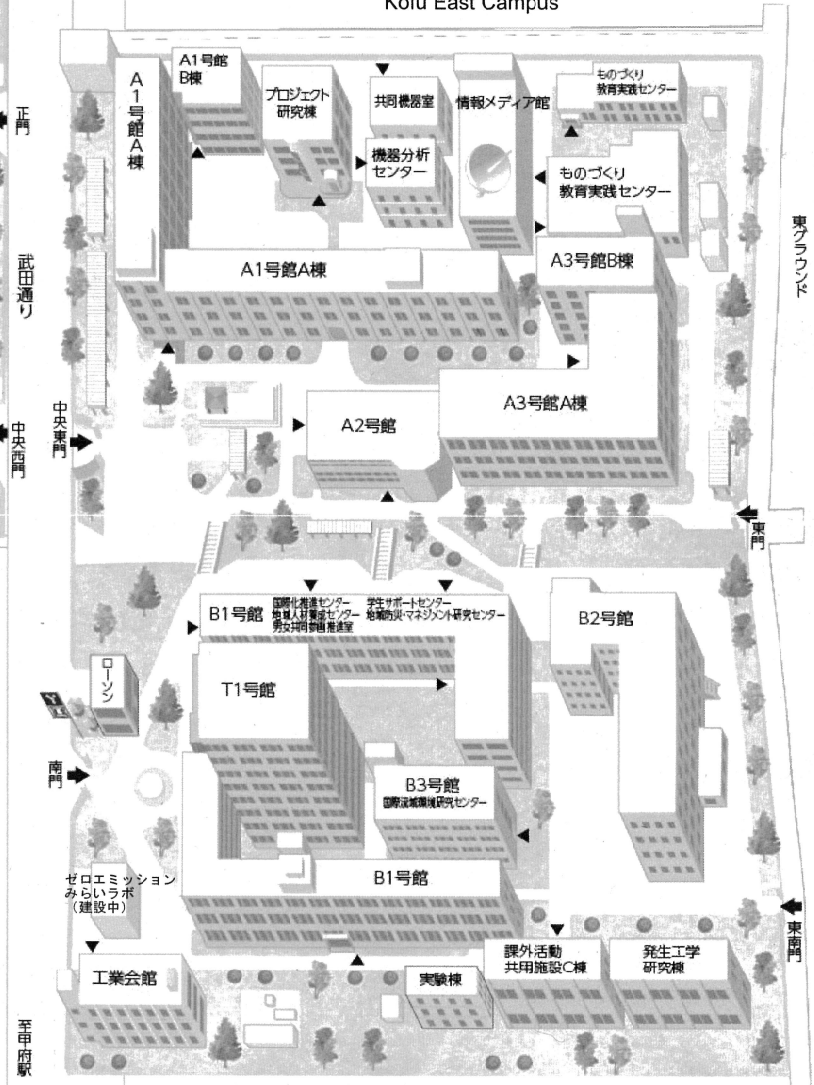 Kofu East Campus
正門
武田通り
中央西門
中央東門
南門
至甲府駅
東グラウンド
東門
東南門
A1号館A棟
A1号館
B棟
プロジェクト
研究棟
共同機器室
機器分析
センター
情報メディア館
ものづくり
教育実践センター
ものづくり
教育実践センター
A1号館A棟
A3号館B棟
A3号館A棟
A2号館
B1号館
国際化推進センター
地域人材養成センター
男女共同参画推進室
学生サポートセンター
地域防災・マネジメント研究センター
B2号館
ローソン
T1号館
B3号館
国際流域環境研究センター
B1号館
ゼロエミッション
みらいラボ
（建設中）
工業会館
実験棟
課外活動
共用施設C棟
発生工学
研究棟